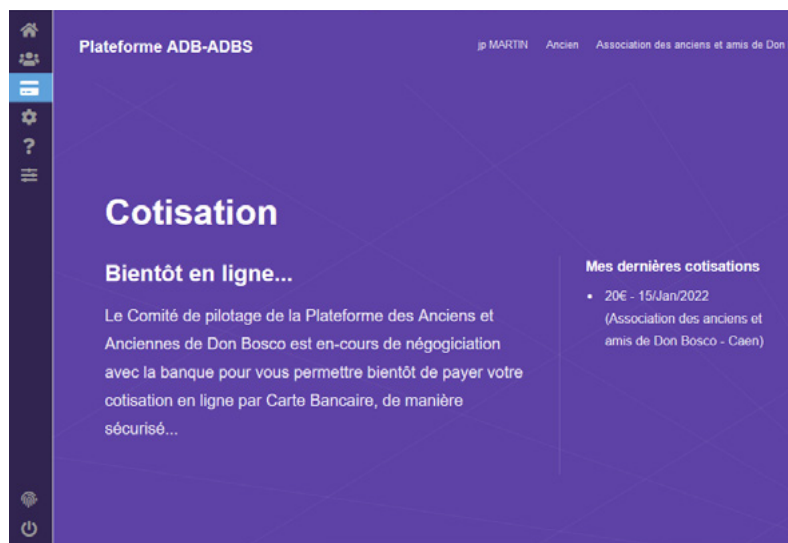 Plateforme ADB-ADBS
jp MARTIN
Ancien
Association des anciens et amis de Don
Cotisation
Bientôt en ligne...
Le Comité de pilotage de la Plateforme des Anciens et
Anciennes de Don Bosco est en-cours de négogiciation
avec la banque pour vous permettre bientôt de payer votre
cotisation en ligne par Carte Bancaire, de manière
sécurisé...
Mes dernières cotisations
• 20€ - 15/Jan/2022
(Association des anciens et
amis de Don Bosco - Caen)